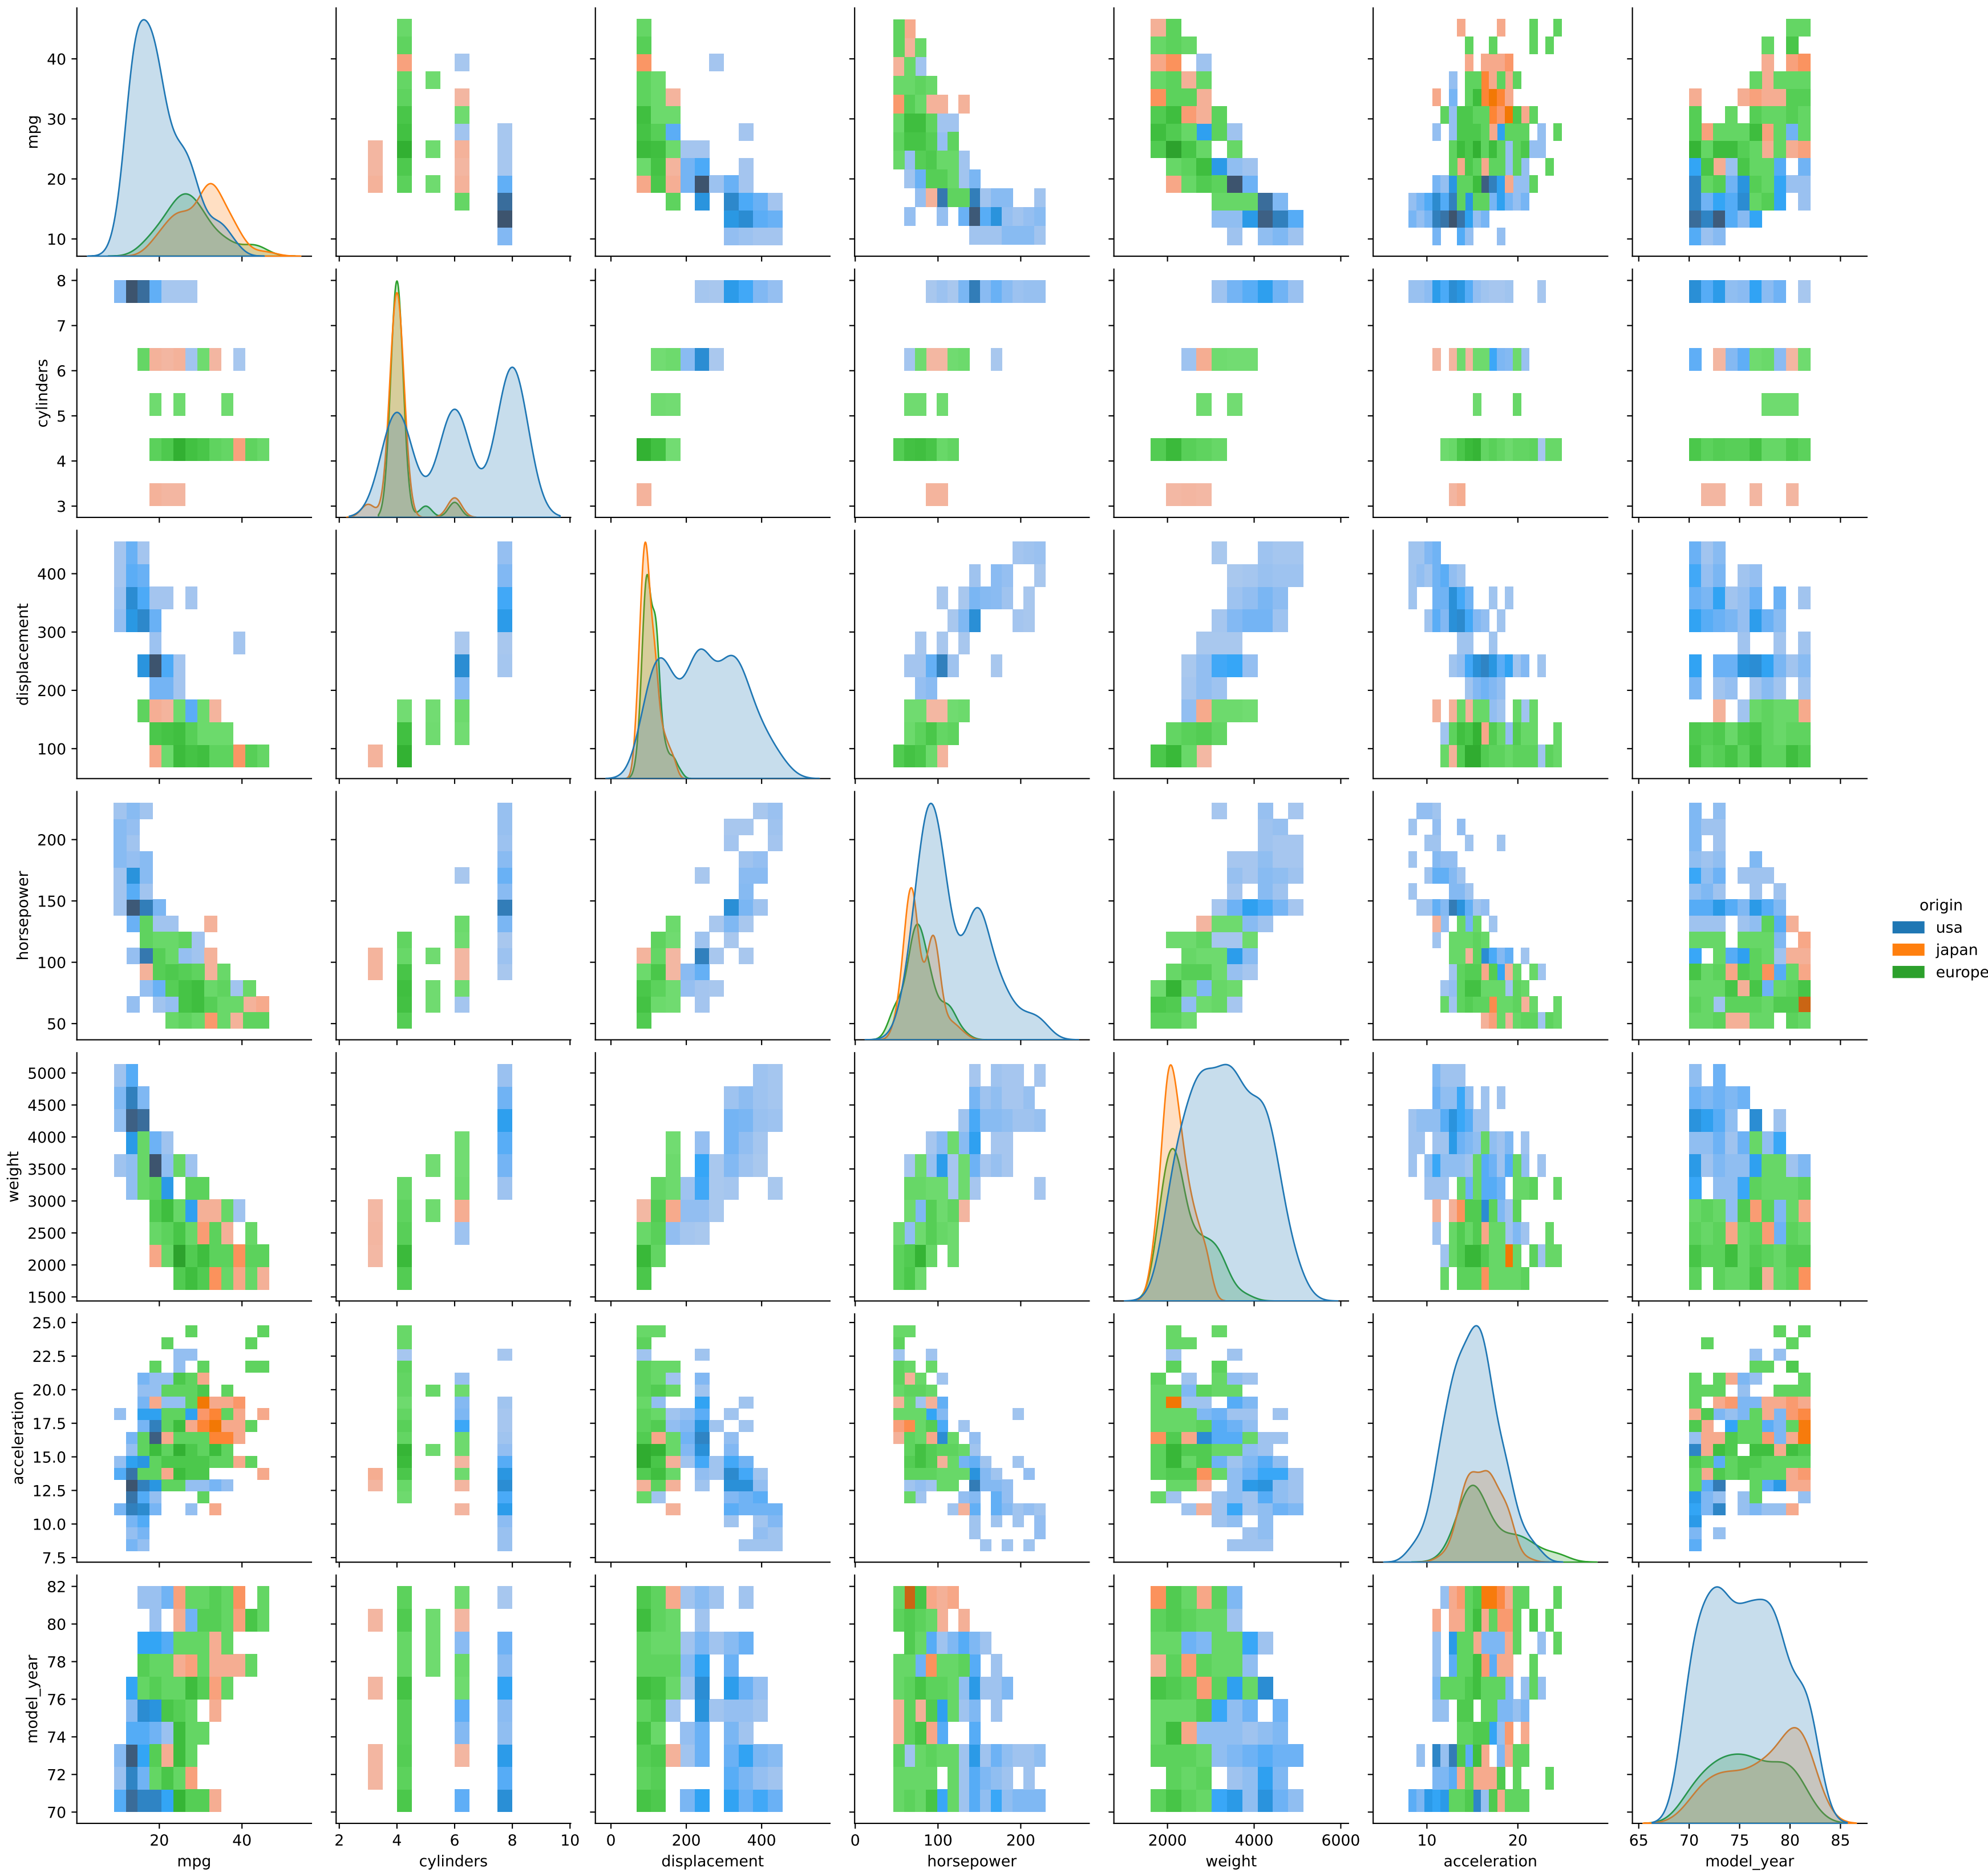 mpg
40
30
20
10
cylinders
8
7
6
5
4
3
displacement
400
300
200
100
horsepower
200
150
100
50
origin
usa
japan
europe
weight
5000
4500
4000
3500
3000
2500
2000
1500
acceleration
25.0
22.5
20.0
17.5
15.0
12.5
10.0
7.5
model_year
82
80
78
76
74
72
70
20 40
2 4 6 8 10
0 200 400
0 100 200
2000 4000 6000
10 20
65 70 75 80 85
mpg
cylinders
displacement
horsepower
weight
acceleration
model_year